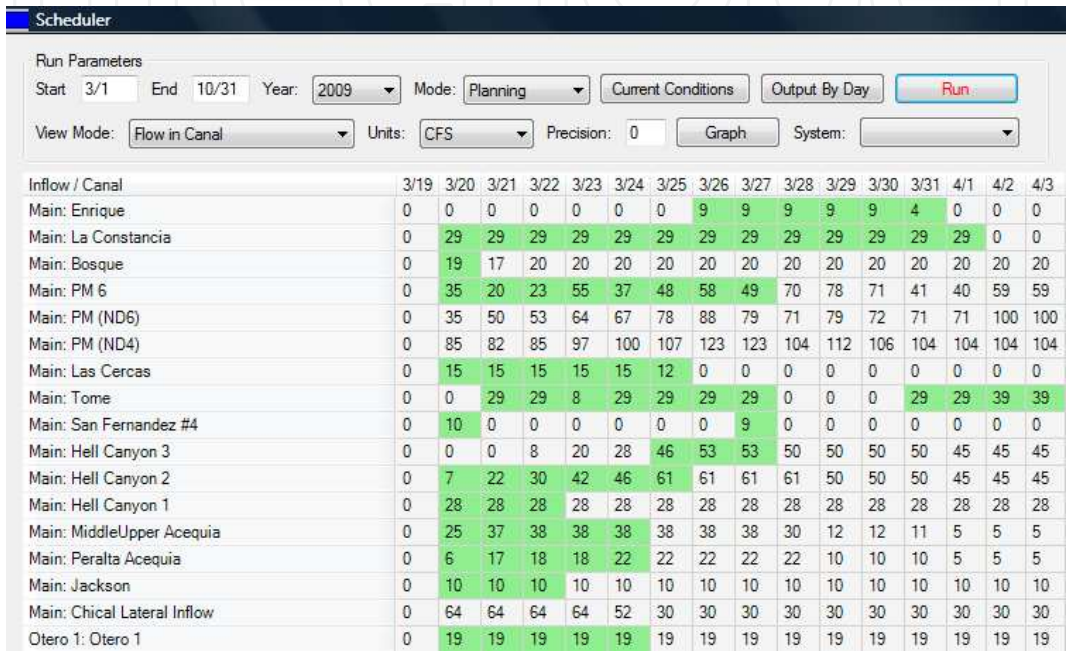 Scheduler
Run Parameters
Start 3/1 End 10/31 Year: 2009 Mode: Planning Current Conditions Output By Day Run
View Mode: Flow in Canal Units: CFS Precision: 0 Graph System:
Inflow / Canal 3/19 3/20 3/21 3/22 3/23 3/24 3/25 3/26 3/27 3/28 3/29 3/30 3/31 4/1 4/2 4/3
Main: Enrique 0 0 0 0 0 0 0 9 9 9 9 9 4 0 0 0
Main: La Constancia 0 29 29 29 29 29 29 29 29 29 29 29 29 29 0 0
Main: Bosque 0 19 17 20 20 20 20 20 20 20 20 20 20 20 20 20
Main: PM 6 0 35 20 23 55 37 48 58 49 70 78 71 41 40 59 59
Main: PM (ND6) 0 35 50 53 64 67 78 88 79 71 79 72 71 71 100 100
Main: PM (ND4) 0 85 82 85 97 100 107 123 123 104 112 106 104 104 104 104
Main: Las Cercas 0 15 15 15 15 15 12 0 0 0 0 0 0 0 0 0
Main: Tome 0 0 29 29 8 29 29 29 29 0 0 0 29 29 39 39
Main: San Fernandez #4 0 10 0 0 0 0 0 0 9 0 0 0 0 0 0 0
Main: Hell Canyon 3 0 0 0 8 20 28 46 53 53 50 50 50 50 45 45 45
Main: Hell Canyon 2 0 7 22 30 42 46 61 61 61 61 50 50 50 45 45 45
Main: Hell Canyon 1 0 28 28 28 28 28 28 28 28 28 28 28 28 28 28 28
Main: MiddleUpper Acequia 0 25 37 38 38 38 38 38 38 30 12 12 11 5 5 5
Main: Peralta Acequia 0 6 17 18 18 22 22 22 22 22 10 10 10 5 5 5
Main: Jackson 0 10 10 10 10 10 10 10 10 10 10 10 10 10 10 10
Main: Chical Lateral Inflow 0 64 64 64 64 52 30 30 30 30 30 30 30 30 30 30
Otero 1: Otero 1 0 19 19 19 19 19 19 19 19 19 19 19 19 19 19 19